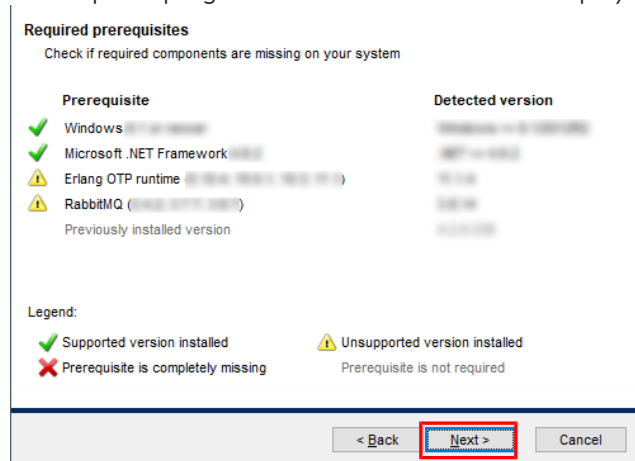 Required prerequisites
Check if required components are missing on your system
Prerequisite Detected version
Windows
Microsoft .NET Framework
Erlang OTP runtime ( )
RabbitMQ ( )
Previously installed version
Legend:
Supported version installed Unsupported version installed
Prerequisite is completely missing Prerequisite is not required
< Back Next > Cancel